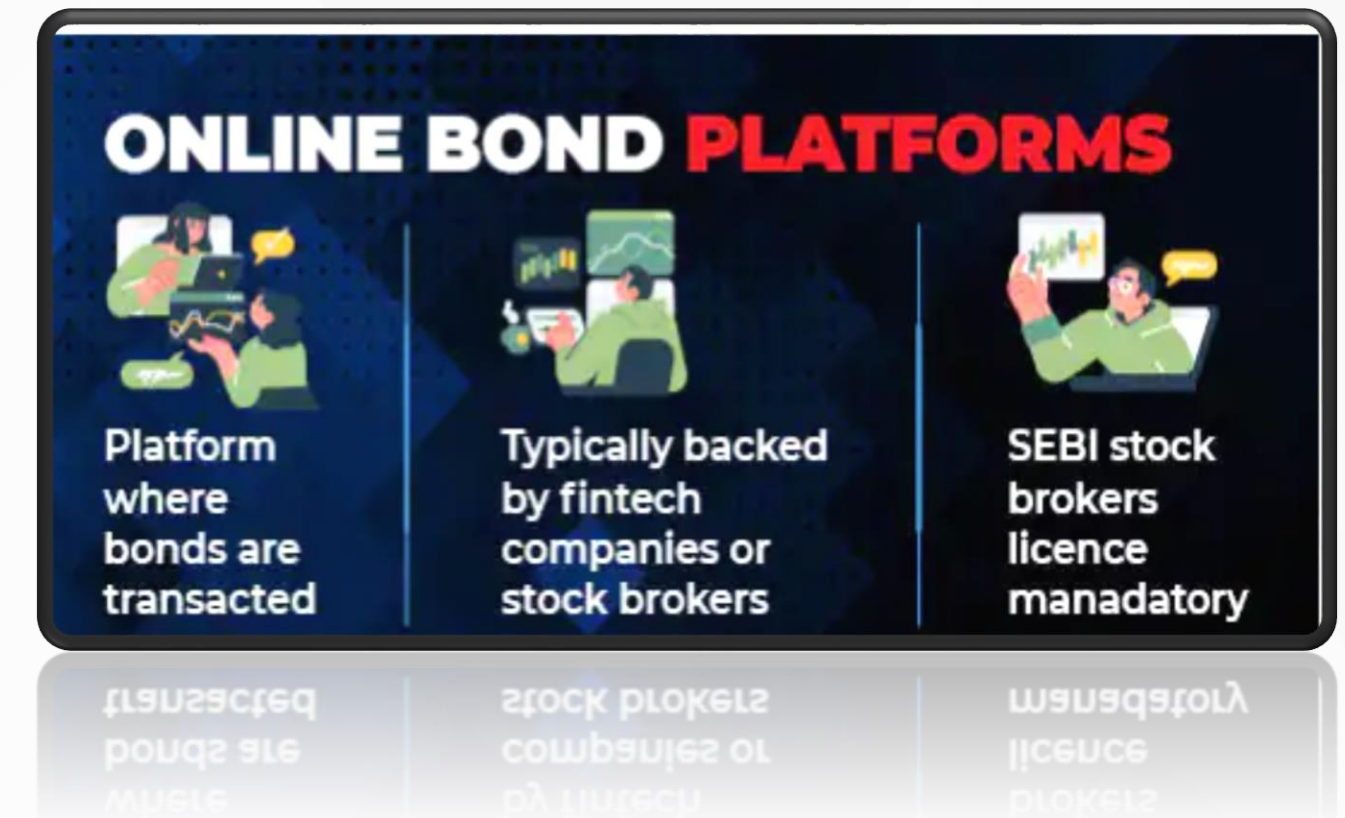 ONLINE BOND PLATFORMS
Platform
where
bonds are
transacted
Typically backed
by fintech
companies or
stock brokers
SEBI stock
brokers
licence
manadatory